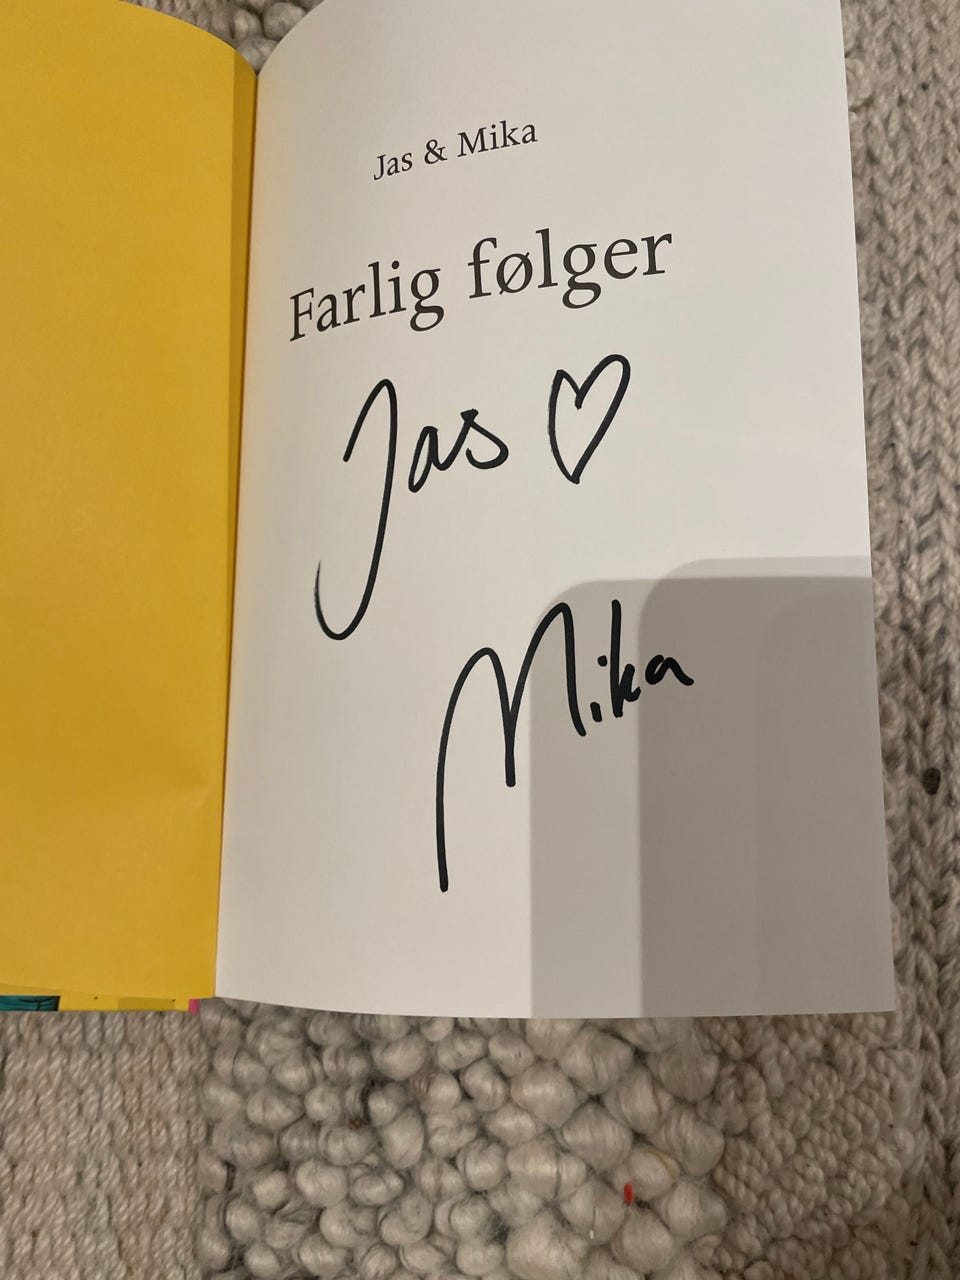 Jas & Mika
Farlig følger
Jas ♡
Mika